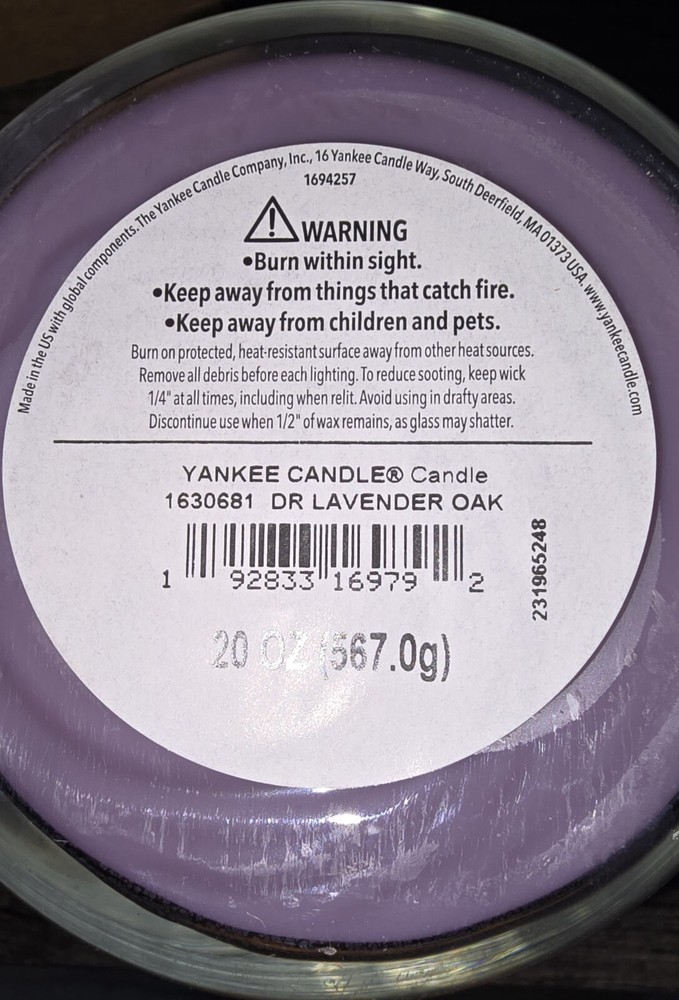 Made in the US with global components. The Yankee Candle Company, Inc., 16 Yankee Candle Way, South Deerfield, MA 01373 USA. www.yankeecandle.com
1694257
WARNING
•Burn within sight.
•Keep away from things that catch fire.
•Keep away from children and pets.
Burn on protected, heat-resistant surface away from other heat sources.
Remove all debris before each lighting. To reduce sooting, keep wick
1/4" at all times, including when relit. Avoid using in drafty areas.
Discontinue use when 1/2" of wax remains, as glass may shatter.
YANKEE CANDLE® Candle
1630681 DR LAVENDER OAK
1 92833 16979 2
231965248
20 OZ (567.0g)